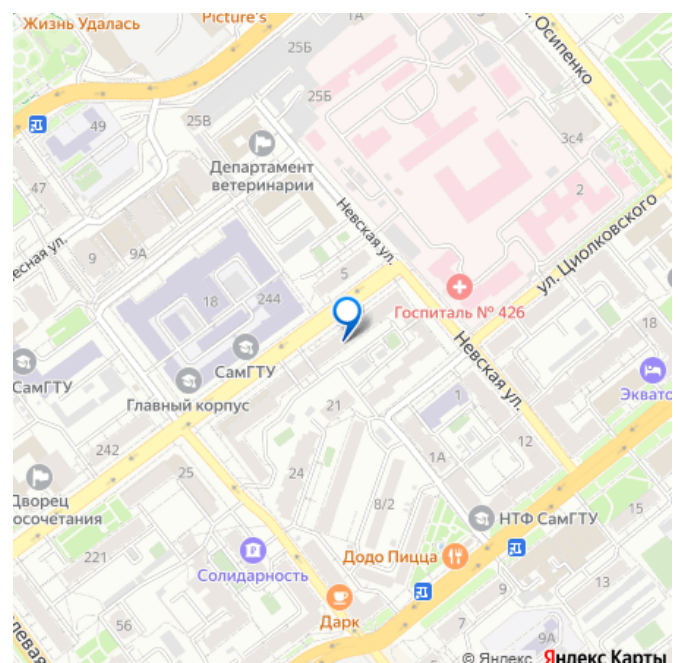 Жизнь Удалась
Picture's
1А
25Б
. Осипенко
25Б
25В
49
3с4
Департамент
ветеринарии
47
2
Невская ул.
ул. Циолковского
есная ул.
9А
9
5
18
244
Госпиталь № 426
СамГТУ
18
СамГТУ
Невская ул.
Эквато
Главный корпус
21
1
242
25
24
1А
12
Дворец
осочетания
8/2
НТФ СамГТУ
15
221
Додо Пицца
Солидарность
13
9
Дарк
56
левая
9А
© Яндекс Яндекс Карты